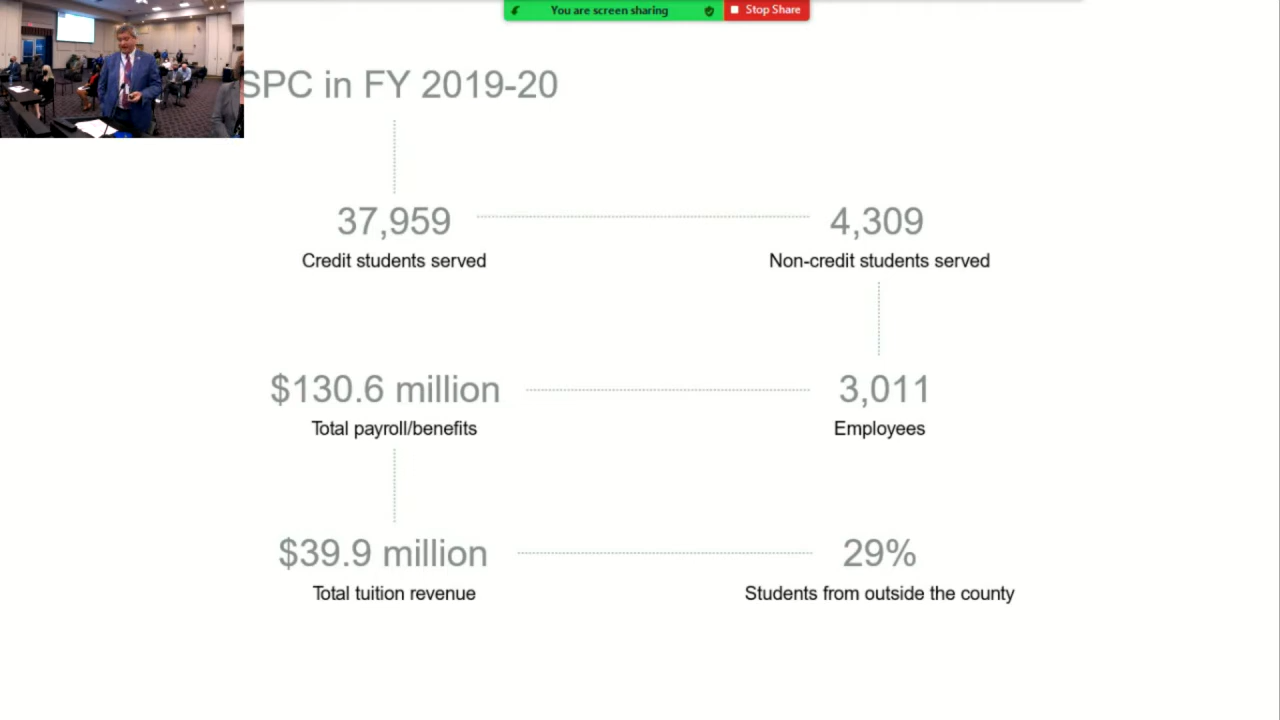 You are screen sharing
Stop Share
SPC in FY 2019-20
37,959
4,309
Credit students served
Non-credit students served
$130.6 million
3,011
Total payroll/benefits
Employees
$39.9 million
29%
Total tuition revenue
Students from outside the county